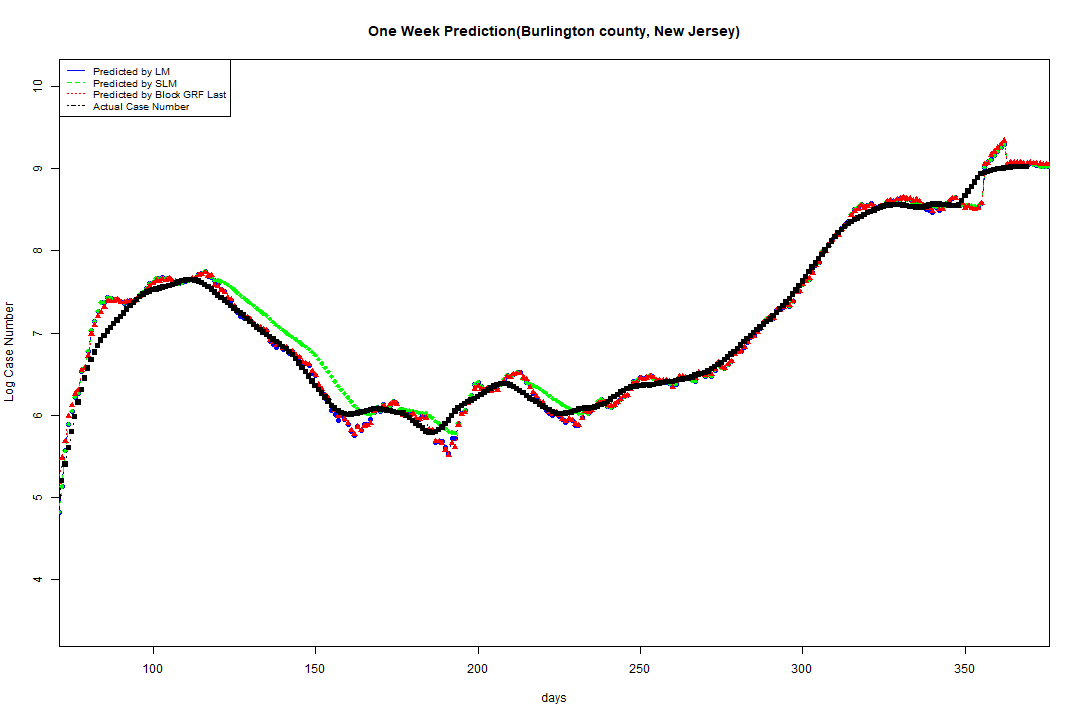 One Week Prediction(Burlington county, New Jersey)
Predicted by LM
Predicted by SLM
Predicted by Block GRF Last
Actual Case Number
10
9
8
7
6
5
4
Log Case Number
100
150
200
250
300
350
days